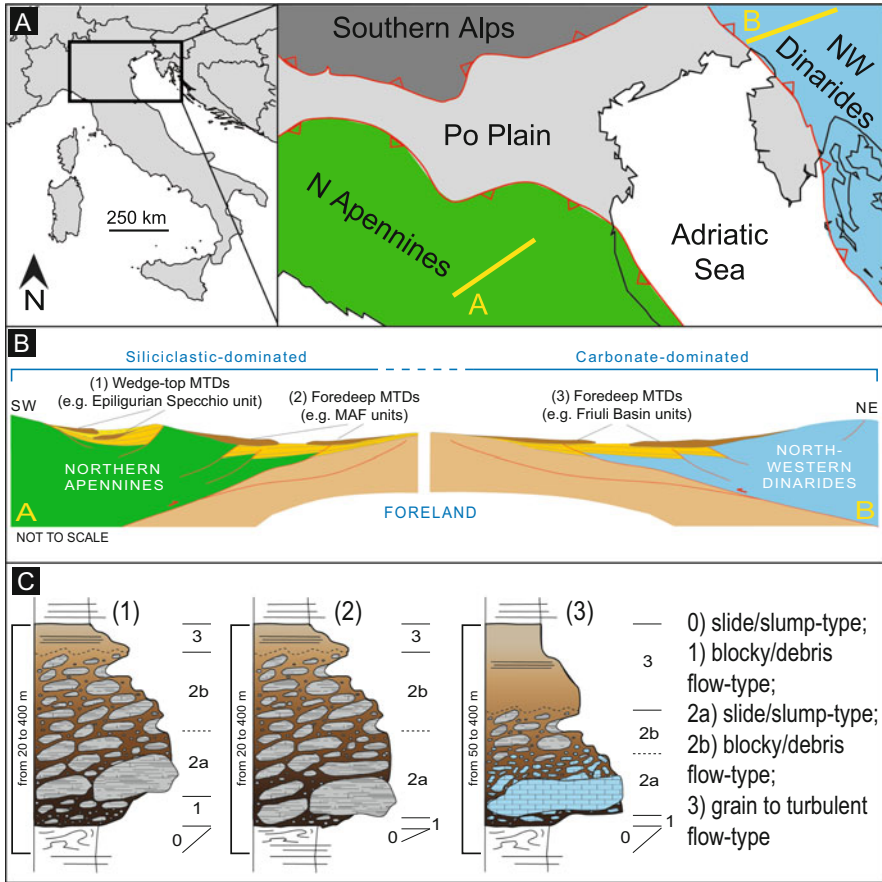 A
250 km
N
Southern Alps
Po Plain
N Apennines
A
Adriatic
Sea
B
NW
Dinarides
B
Siliciclastic-dominated
Carbonate-dominated
(1) Wedge-top MTDs
(e.g. Epiligurian Specchio unit)
(2) Foredeep MTDs
(e.g. MAF units)
(3) Foredeep MTDs
(e.g. Friuli Basin units)
SW
NE
NORTHERN
APENNINES
NORTH-
WESTERN
DINARIDES
A
FORELAND
B
NOT TO SCALE
C
(1)
from 20 to 400 m
3
2b
2a
1
0
(2)
from 20 to 400 m
3
2b
2a
1
0
(3)
from 50 to 400 m
3
2b
2a
1
0
0) slide/slump-type;
1) blocky/debris
flow-type;
2a) slide/slump-type;
2b) blocky/debris
flow-type;
3) grain to turbulent
flow-type